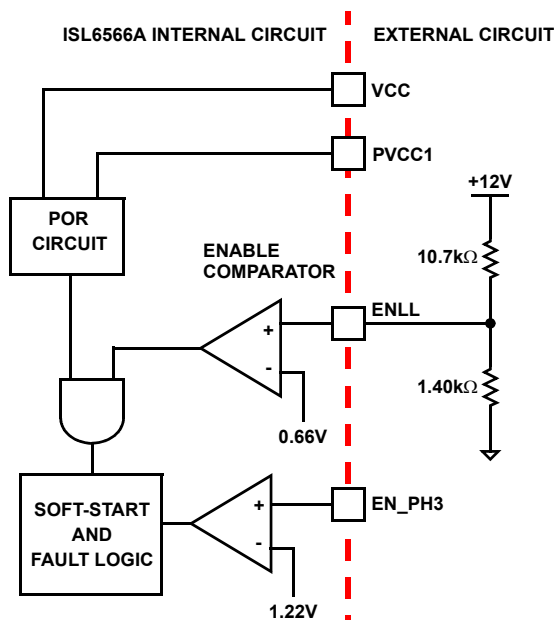 ISL6566A INTERNAL CIRCUIT
EXTERNAL CIRCUIT
VCC
PVCC1
+12V
POR
CIRCUIT
10.7kΩ
ENABLE
COMPARATOR
ENLL
+
-
1.40kΩ
0.66V
SOFT-START
AND
FAULT LOGIC
+
-
EN_PH3
1.22V